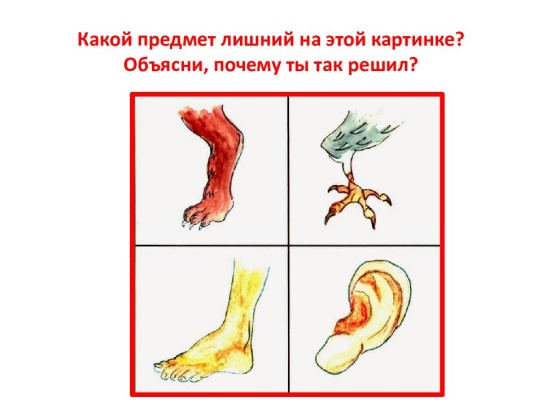 Какой предмет лишний на этой картинке?
Объясни, почему ты так решил?